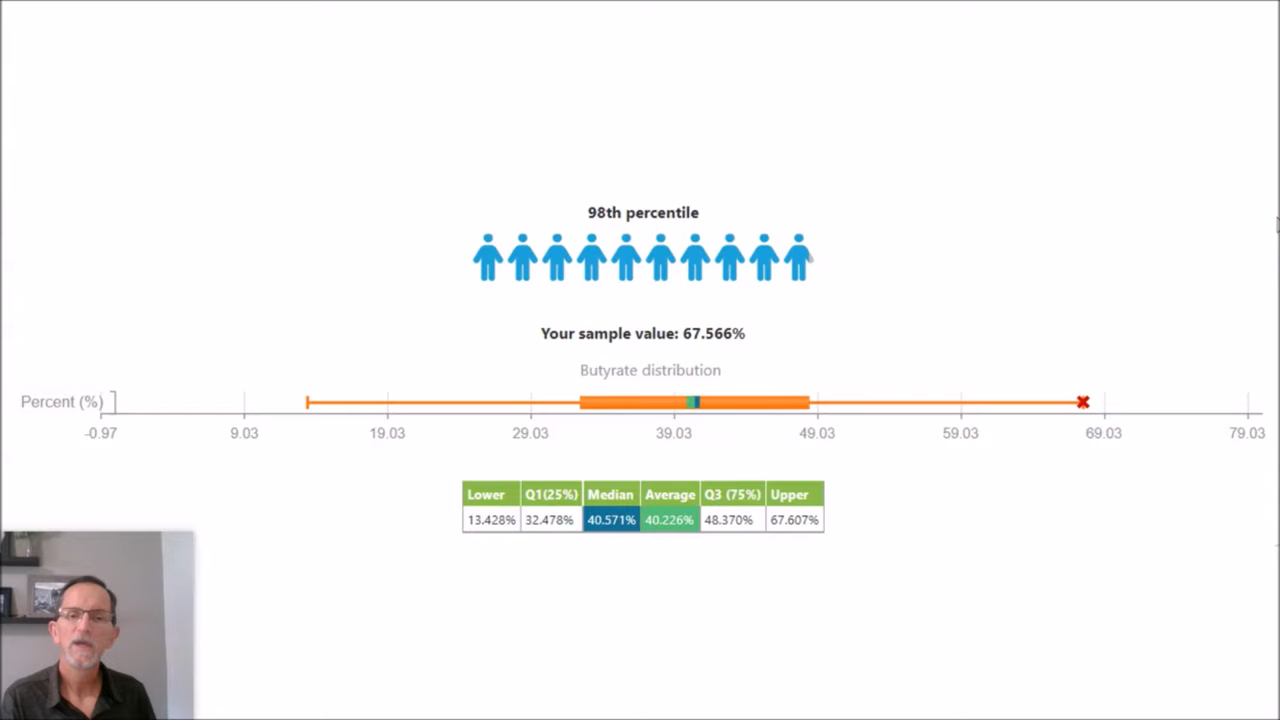 98th percentile
Your sample value: 67.566%
Butyrate distribution
Percent (%)
-0.97 9.03 19.03 29.03 39.03 49.03 59.03 69.03 79.03
Lower Q1(25%) Median Average Q3 (75%) Upper
13.428% 32.478% 40.571% 40.226% 48.370% 67.607%